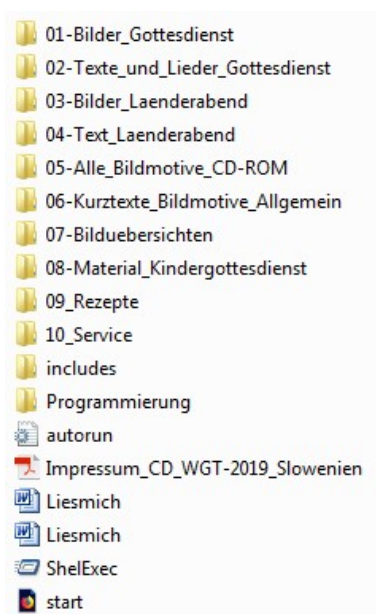 01-Bilder_Gottesdienst
02-Texte_und_Lieder_Gottesdienst
03-Bilder_Laenderabend
04-Text_Laenderabend
05-Alle_Bildmotive_CD-ROM
06-Kurztexte_Bildmotive_Allgemein
07-Bilduebersichten
08-Material_Kindergottesdienst
09_Rezepte
10_Service
includes
Programmierung
autorun
Impressum_CD_WGT-2019_Slowenien
Liesmich
Liesmich
ShelExec
start